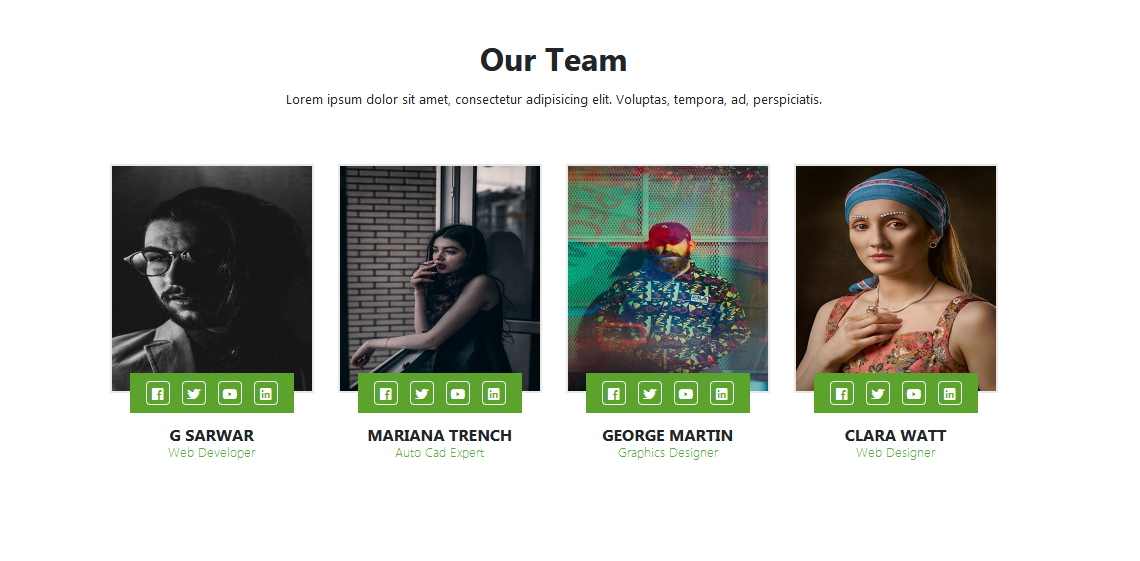 Our Team
Lorem ipsum dolor sit amet, consectetur adipisicing elit. Voluptas, tempora, ad, perspiciatis.
G SARWAR
Web Developer
MARIANA TRENCH
Auto Cad Expert
GEORGE MARTIN
Graphics Designer
CLARA WATT
Web Designer